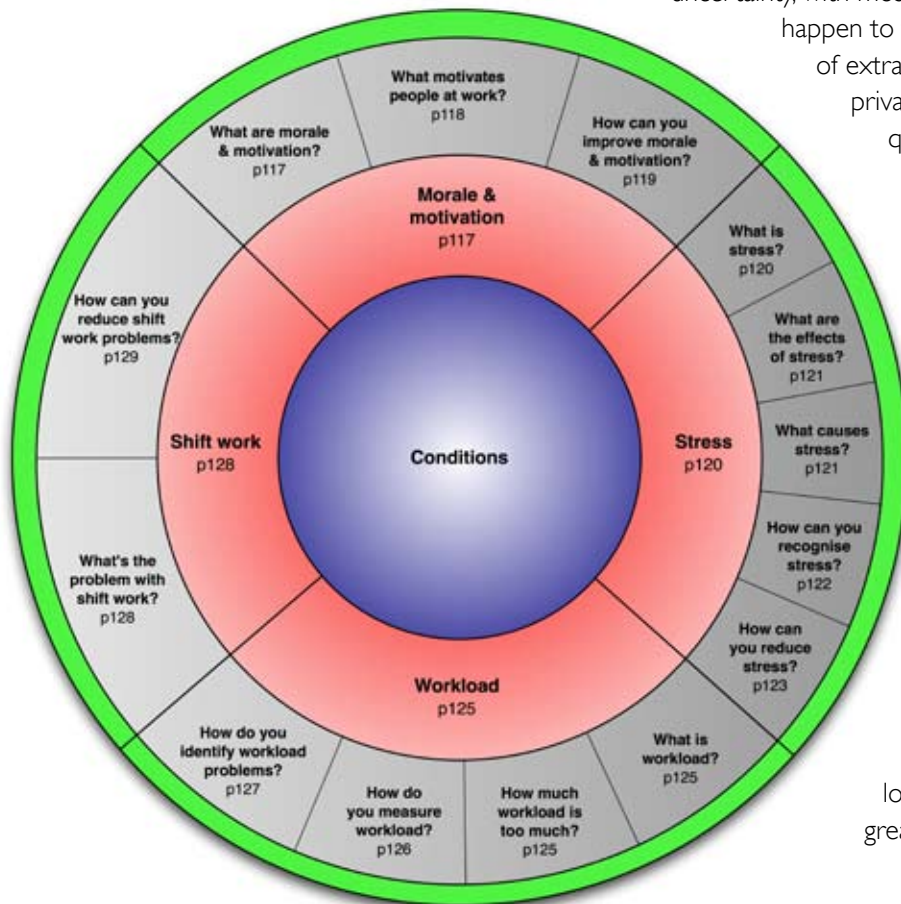 happen to
of extra
priva
q
What motivates
people at work?
p118
What are morale
& motivation?
p117
How can you
improve morale
& motivation?
p119
Morale &
motivation
p117
What is
stress?
p120
How can you
reduce shift
work problems?
p129
What are
the effects
of stress?
p121
Shift work
p128
Conditions
Stress
p120
What causes
stress?
p121
What's the
problem with
shift work?
p128
How can you
recognise
stress?
p122
How can
you reduce
stress?
p123
Workload
p125
How do you
identify workload
problems?
p127
What is
workload?
p125
How do
you measure
workload?
p126
How much
workload is
too much?
p125
lo
grea